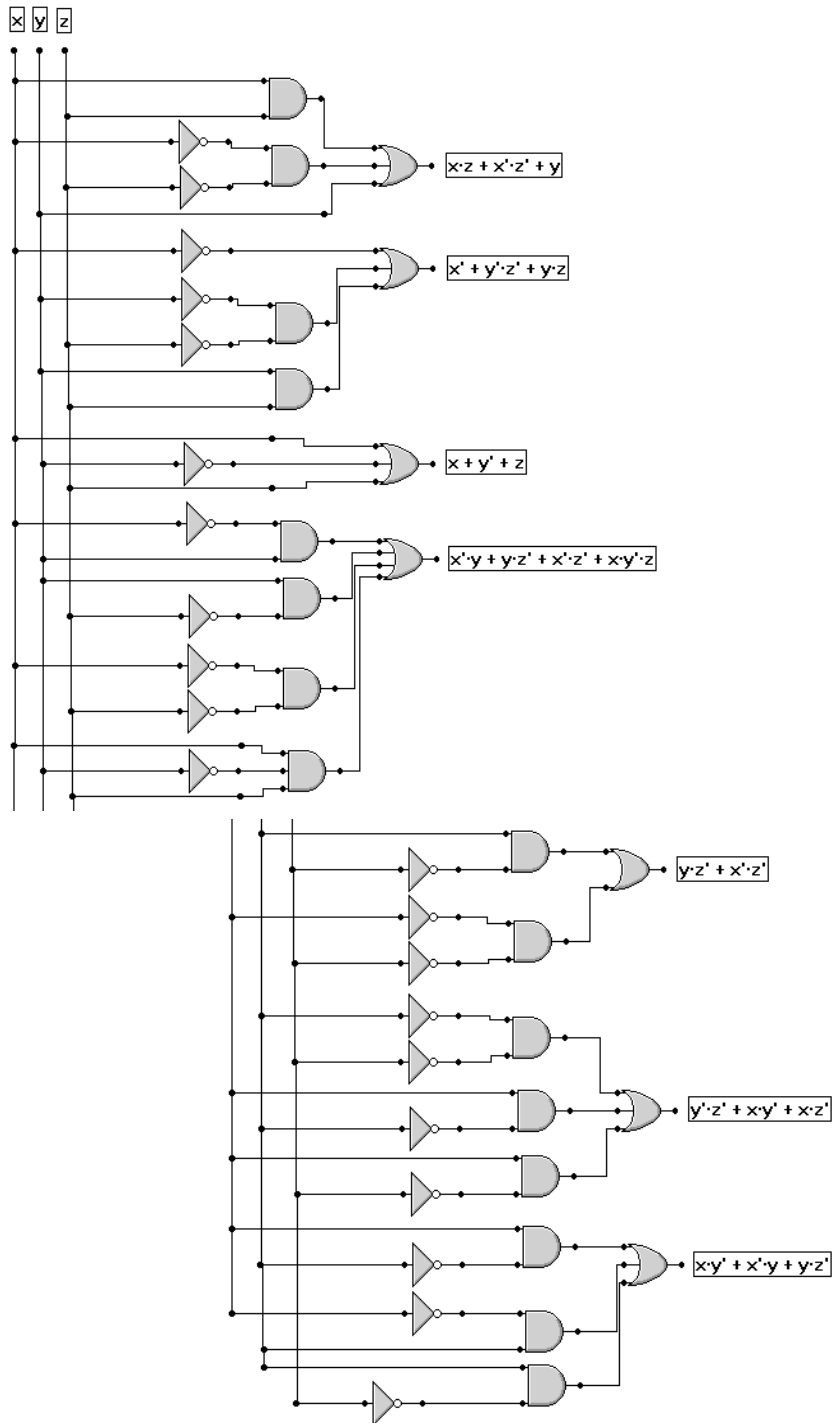 x y z
x·z + x'·z' + y
x' + y'·z' + y·z
x + y' + z
x'·y + y·z' + x'·z' + x·y'·z
y·z' + x'·z'
y'·z' + x·y' + x·z'
x·y' + x'·y + y·z'